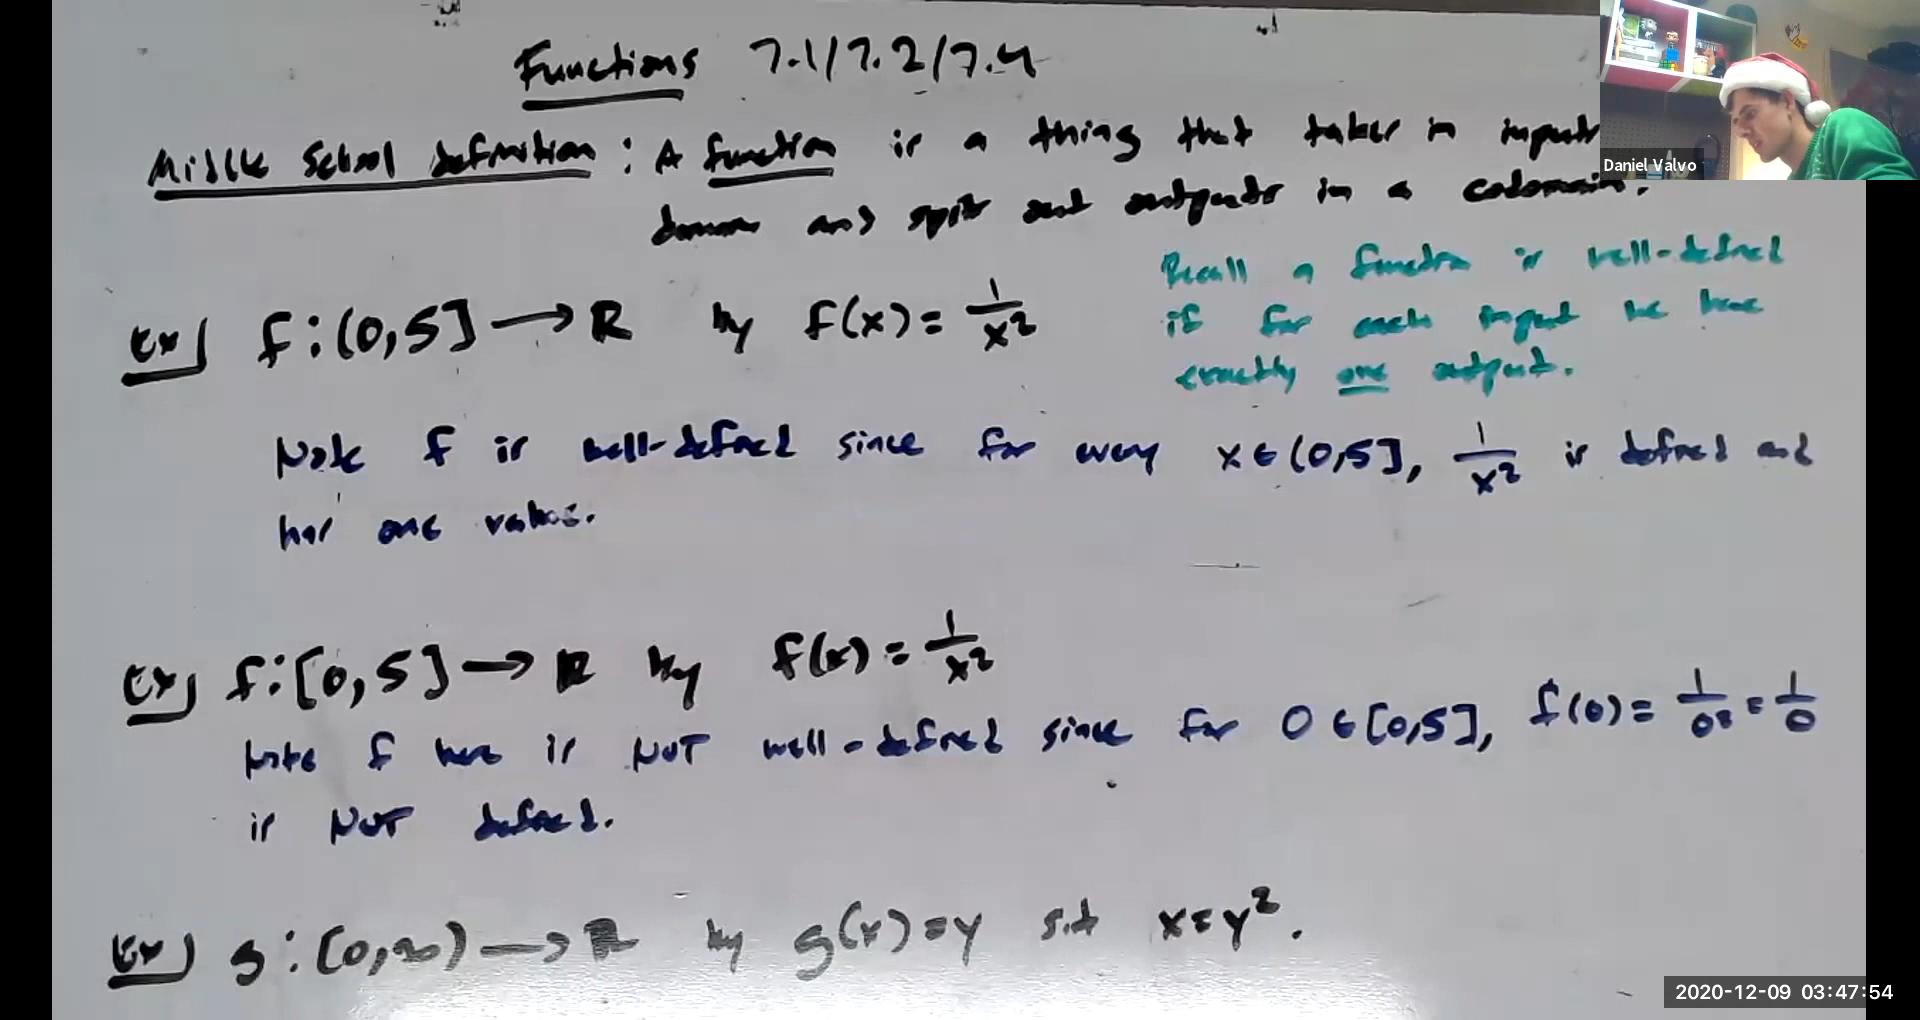 Functions 7.1/7.2/7.4
Middle School definition: A function is a thing that takes in inputs
domain and spits out outputs in a codomain.
Daniel Valvo
Recall a function is well-defined
if for each input we have
exactly one output.
Ex) f:(0,5] → ℝ by f(x) = 1/x²
Note f is well-defined since for every x ∈ (0,5], 1/x² is defined and
has one value.
Ex) f:[0,5] → ℝ by f(x) = 1/x²
Note f here is NOT well-defined since for 0 ∈ [0,5], f(0) = 1/0² = 1/0
is NOT defined.
Ex) g:[0,∞) → ℝ by g(x) = y s.t x = y².
2020-12-09 03:47:54